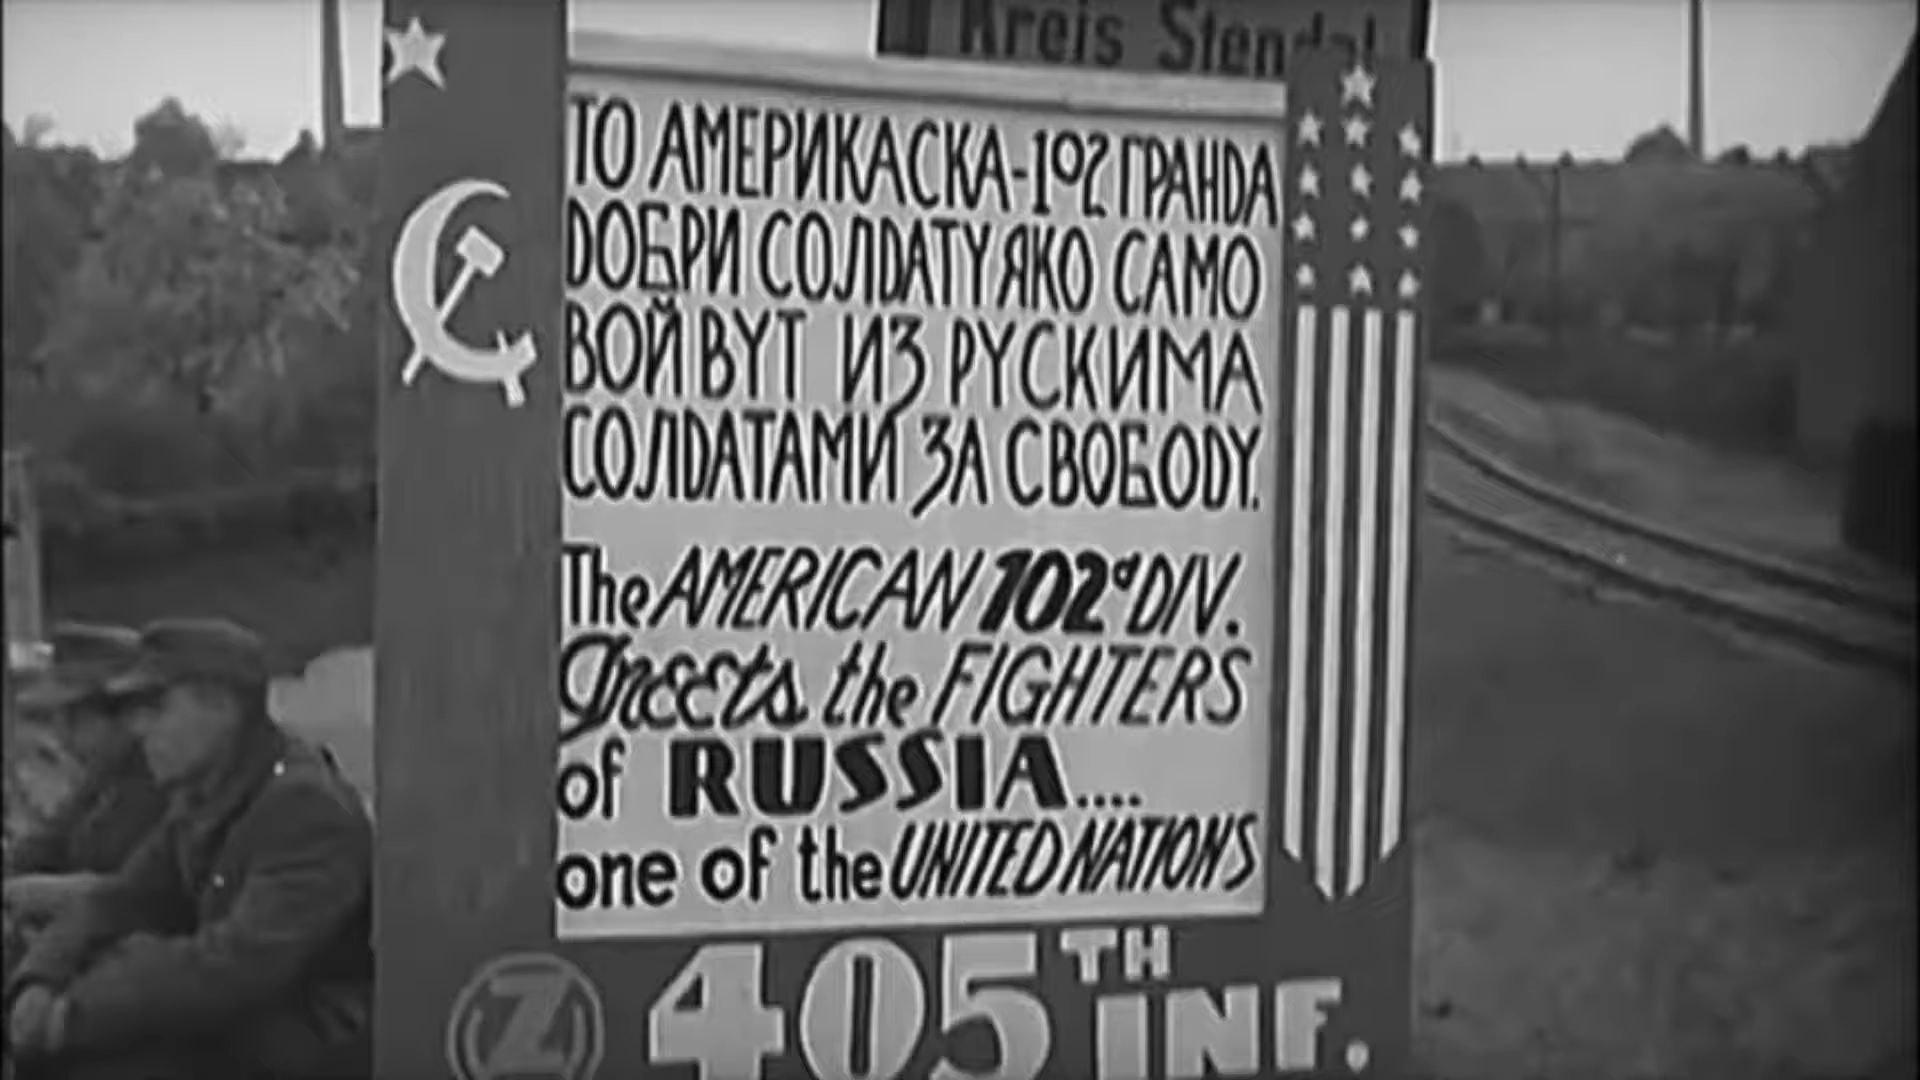 Kreis Stendal
ТО АМЕРИКАСКА-102 ГРАНDА
DОБРИ СОЛDАТУ ЯКО САМО
ВОЙВУТ ИЗ РУСКИМА
СОЛDАТАМИ ЗА СВОБОDУ.
The AMERICAN 102d DIV.
Greets the FIGHTERS
of RUSSIA....
one of the UNITED NATIONS
Z 405TH INF.